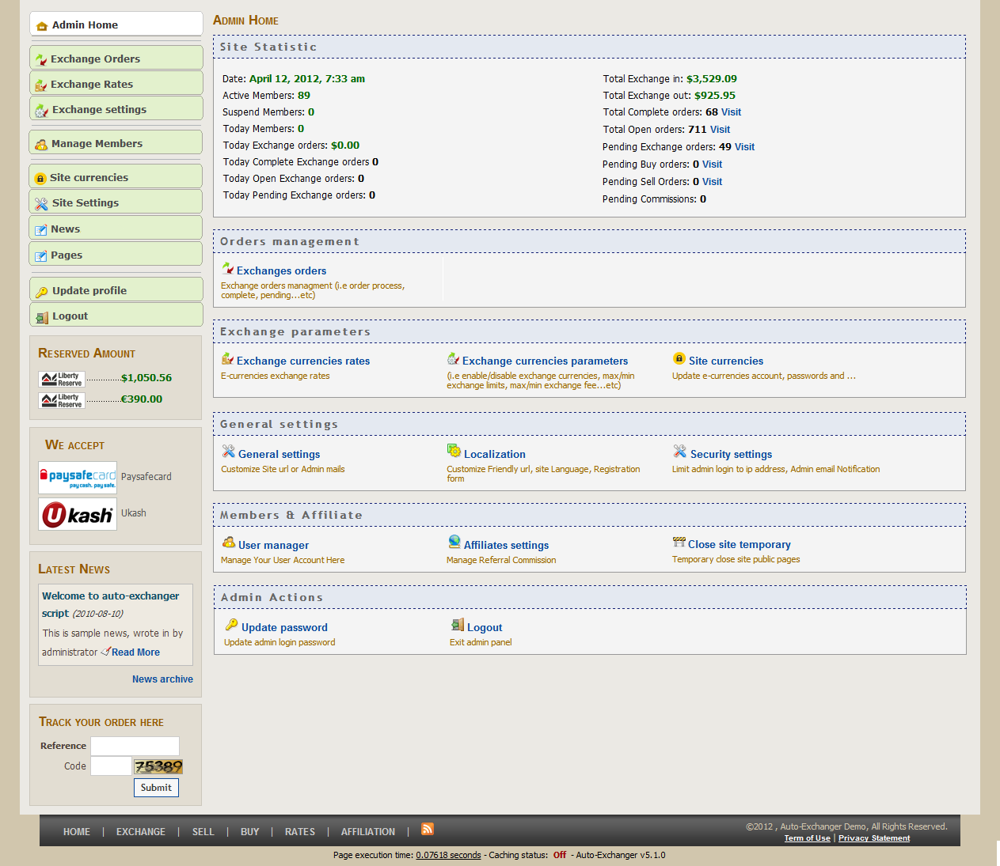 Admin Home
Exchange Orders
Exchange Rates
Exchange settings
Manage Members
Site currencies
Site Settings
News
Pages
Update profile
Logout
Reserved Amount
Liberty Reserve ...............$1,050.56
Liberty Reserve ...............€390.00
We accept
paysafecard pay cash. pay safe. Paysafecard
Ukash Ukash
Latest News
Welcome to auto-exchanger
script (2010-08-10)
This is sample news, wrote in by
administrator Read More
News archive
Track your order here
Reference
Code 75389
Submit
Admin Home
Site Statistic
Date: April 12, 2012, 7:33 am
Active Members: 89
Suspend Members: 0
Today Members: 0
Today Exchange orders: $0.00
Today Complete Exchange orders 0
Today Open Exchange orders: 0
Today Pending Exchange orders: 0
Total Exchange in: $3,529.09
Total Exchange out: $925.95
Total Complete orders: 68 Visit
Total Open orders: 711 Visit
Pending Exchange orders: 49 Visit
Pending Buy orders: 0 Visit
Pending Sell Orders: 0 Visit
Pending Commissions: 0
Orders management
Exchanges orders
Exchange orders managment (i.e order process,
complete, pending...etc)
Exchange parameters
Exchange currencies rates
E-currencies exchange rates
Exchange currencies parameters
(i.e enable/disable exchange currencies, max/min
exchange limits, max/min exchange fee...etc)
Site currencies
Update e-currencies account, passwords and ...
General settings
General settings
Customize Site url or Admin mails
Localization
Customize Friendly url, site Language, Registration
form
Security settings
Limit admin login to ip address, Admin email Notification
Members & Affiliate
User manager
Manage Your User Account Here
Affiliates settings
Manage Referral Commission
Close site temporary
Temporary close site public pages
Admin Actions
Update password
Update admin login password
Logout
Exit admin panel
HOME | EXCHANGE | SELL | BUY | RATES | AFFILIATION |
©2012 , Auto-Exchanger Demo, All Rights Reserved.
Term of Use | Privacy Statement
Page execution time: 0.07618 seconds - Caching status: Off - Auto-Exchanger v5.1.0